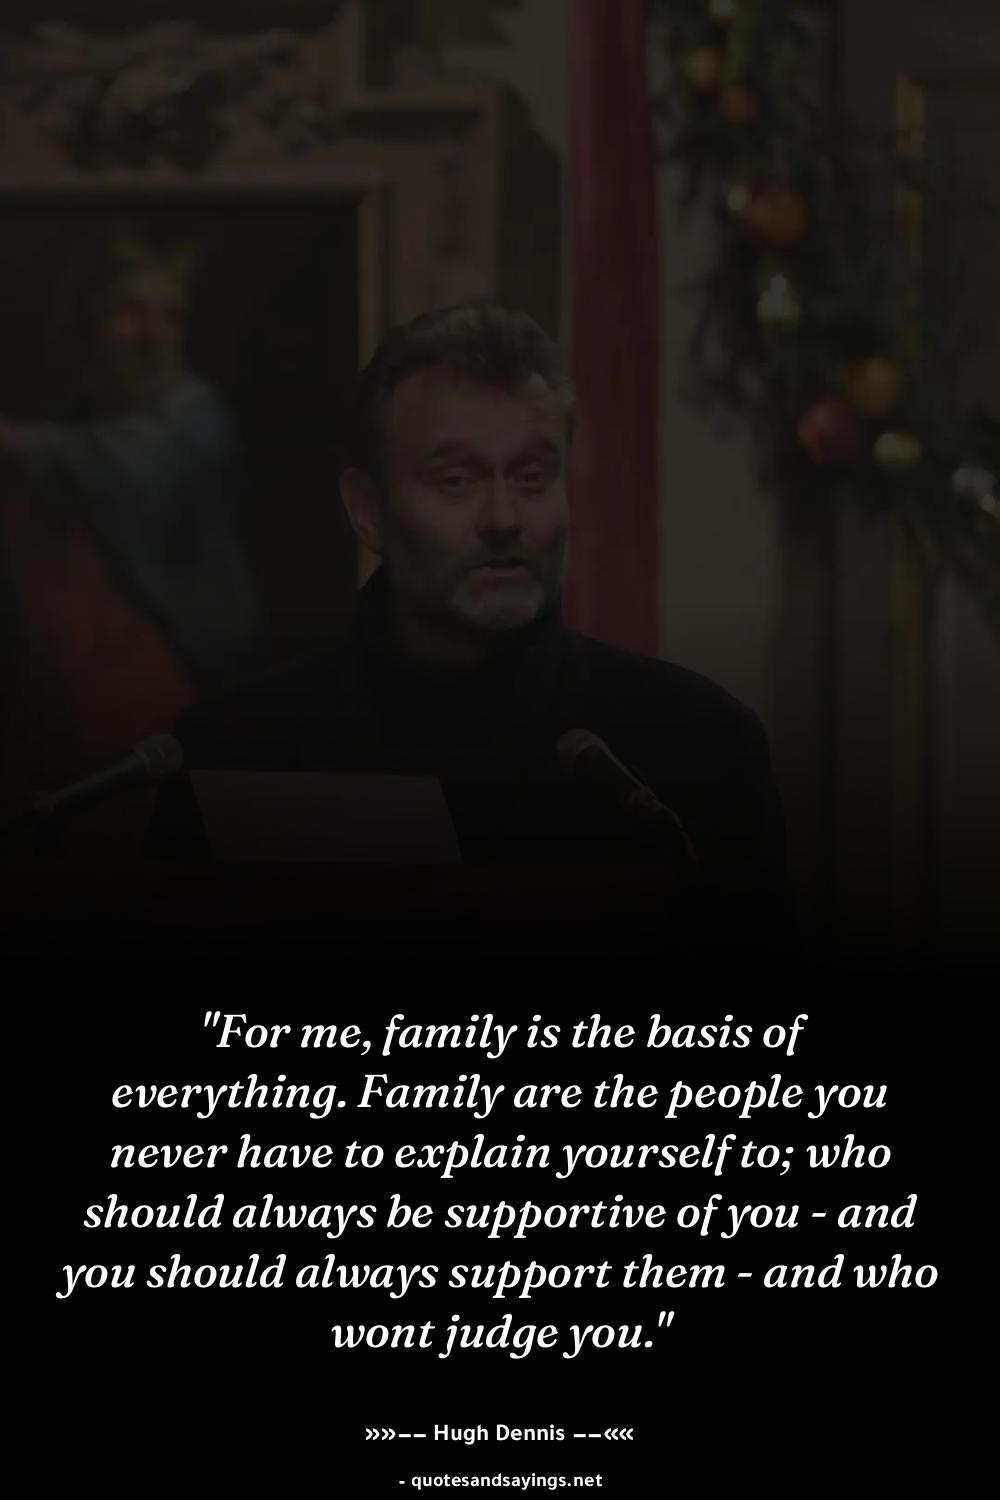 "For me, family is the basis of
everything. Family are the people you
never have to explain yourself to; who
should always be supportive of you - and
you should always support them - and who
wont judge you."
»»–– Hugh Dennis ––««
- quotesandsayings.net